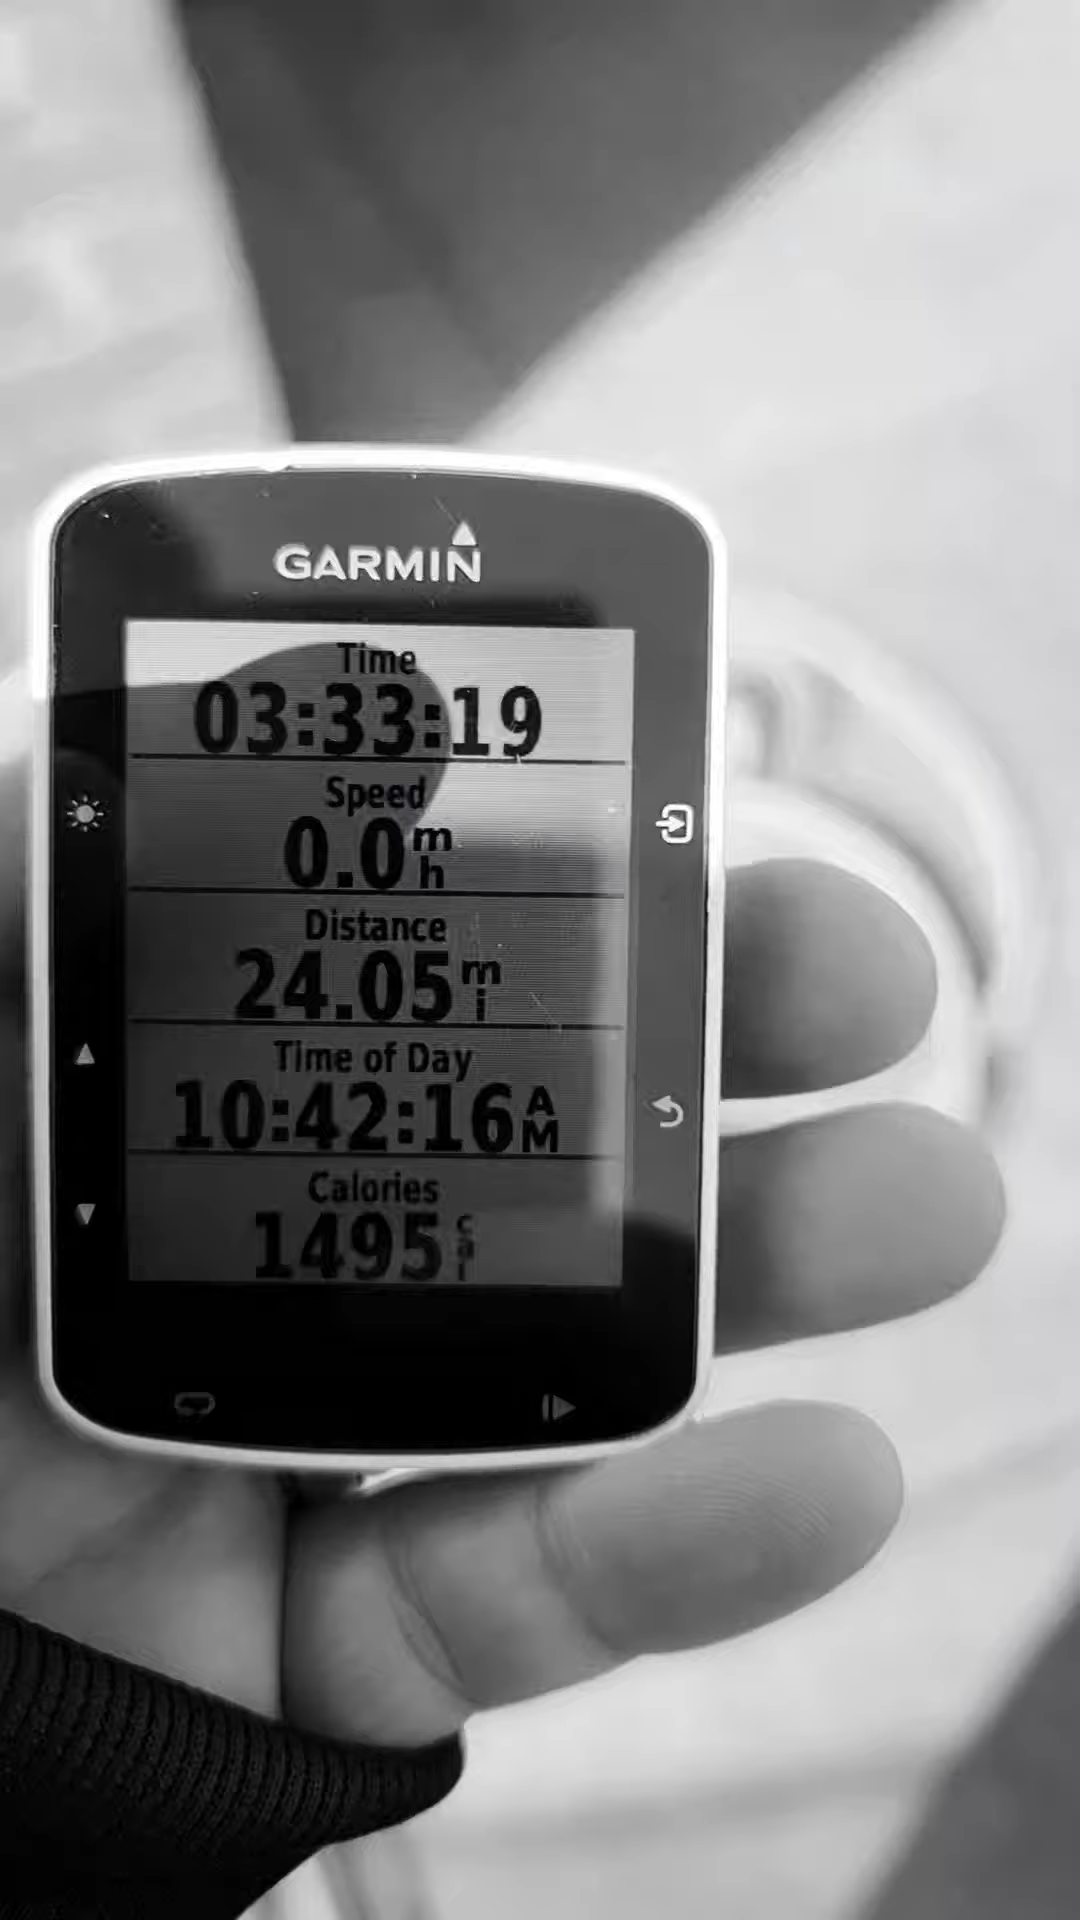 GARMIN
Time
03:33:19
Speed
0.0 mh
Distance
24.05 mi
Time of Day
10:42:16 AM
Calories
1495 cal